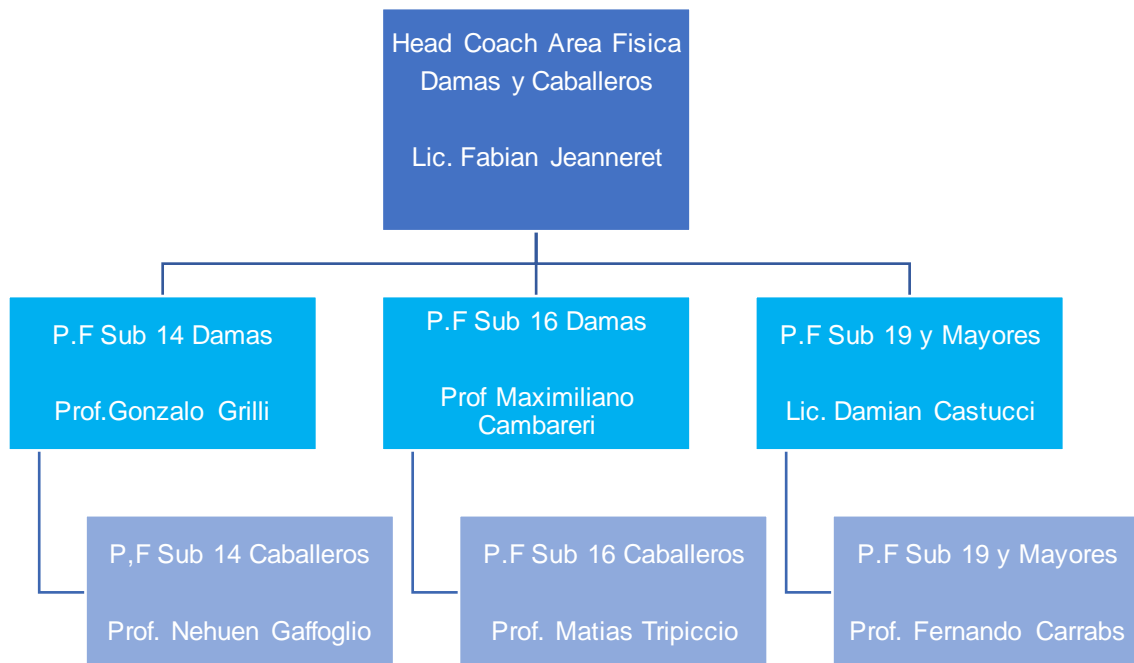 Head Coach Area Fisica
Damas y Caballeros
Lic. Fabian Jeanneret
P.F Sub 14 Damas
Prof.Gonzalo Grilli
P.F Sub 16 Damas
Prof Maximiliano
Cambareri
P.F Sub 19 y Mayores
Lic. Damian Castucci
P,F Sub 14 Caballeros
Prof. Nehuen Gaffoglio
P.F Sub 16 Caballeros
Prof. Matias Tripiccio
P.F Sub 19 y Mayores
Prof. Fernando Carrabs